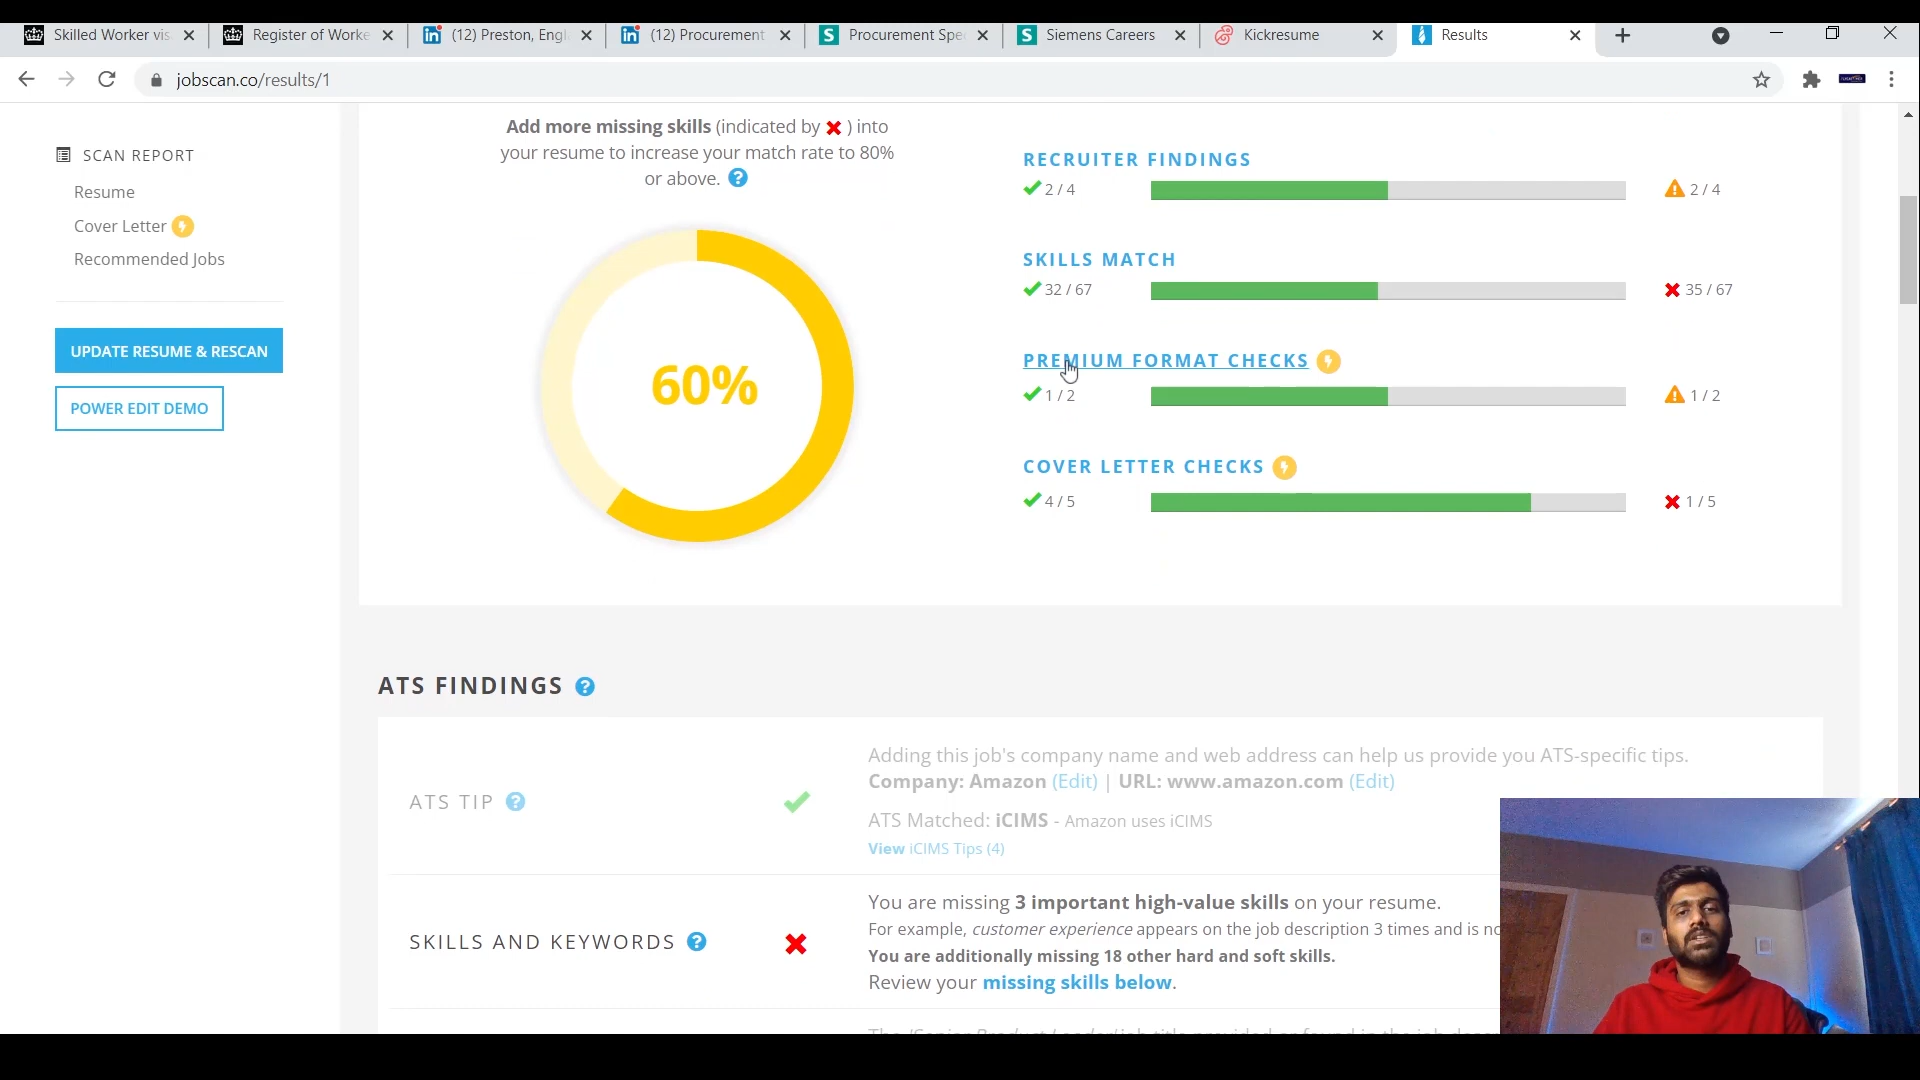 Skilled Worker vis
Register of Worke
(12) Preston, Engl
(12) Procurement
Procurement Spe
Siemens Careers
Kickresume
Results
jobscan.co/results/1
SCAN REPORT
Resume
Cover Letter
Recommended Jobs
UPDATE RESUME & RESCAN
POWER EDIT DEMO
Add more missing skills (indicated by ) into
your resume to increase your match rate to 80%
or above. ?
60%
RECRUITER FINDINGS
2 / 4
2 / 4
SKILLS MATCH
32 / 67
35 / 67
PREMIUM FORMAT CHECKS
1 / 2
1 / 2
COVER LETTER CHECKS
4 / 5
1 / 5
ATS FINDINGS ?
ATS TIP ?
Adding this job's company name and web address can help us provide you ATS-specific tips.
Company: Amazon (Edit) | URL: www.amazon.com (Edit)
ATS Matched: iCIMS - Amazon uses iCIMS
View iCIMS Tips (4)
SKILLS AND KEYWORDS ?
You are missing 3 important high-value skills on your resume.
For example, customer experience appears on the job description 3 times and is no
You are additionally missing 18 other hard and soft skills.
Review your missing skills below.